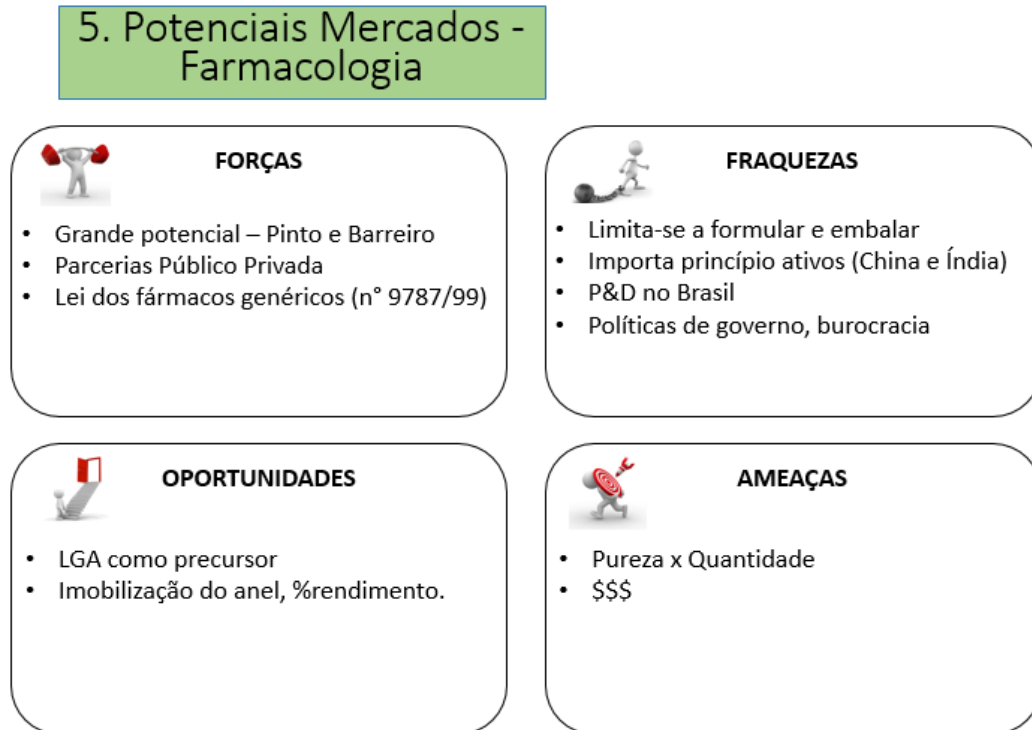 5. Potenciais Mercados -
Farmacologia
FORÇAS
• Grande potencial – Pinto e Barreiro
• Parcerias Público Privada
• Lei dos fármacos genéricos (n° 9787/99)
FRAQUEZAS
• Limita-se a formular e embalar
• Importa princípio ativos (China e Índia)
• P&D no Brasil
• Políticas de governo, burocracia
OPORTUNIDADES
• LGA como precursor
• Imobilização do anel, %rendimento.
AMEAÇAS
• Pureza x Quantidade
• $$$